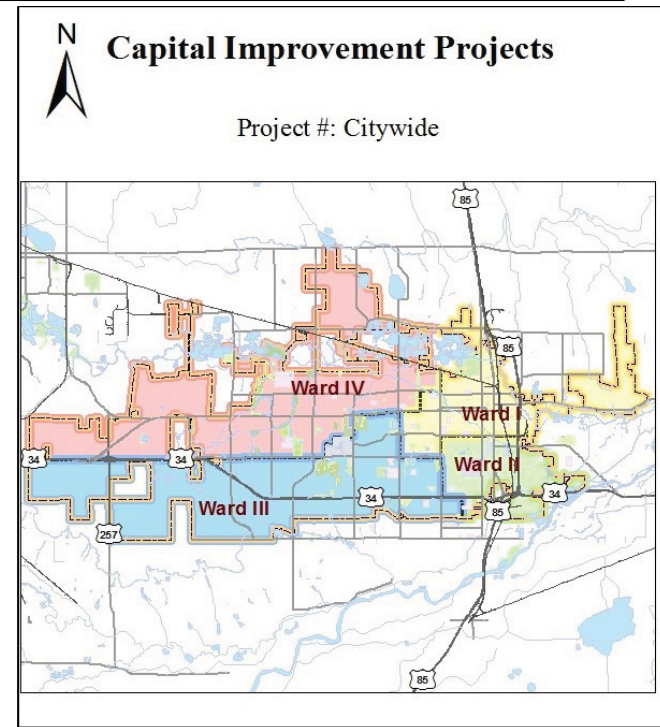 N
Capital Improvement Projects
Project #: Citywide
85
85
Ward IV
Ward I
34
34
Ward II
34
34
Ward III
85
257
85